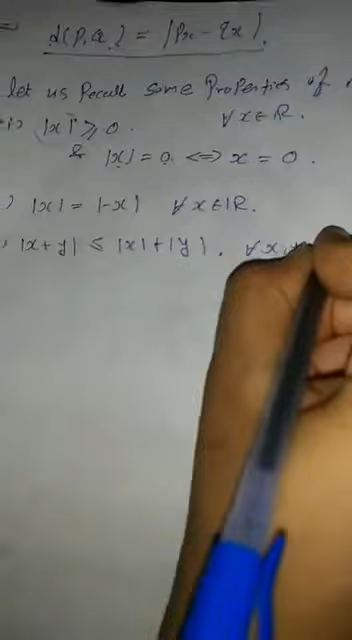 d(P,Q) = |Px - qx|.
let us Recall some Properties of
|x| ≥ 0. ∀ x ∈ R.
& |x| = 0. <=> x = 0.
) |x| = |-x| ∀ x ∈ IR.
|x+y| ≤ |x|+|y|. ∀ x,